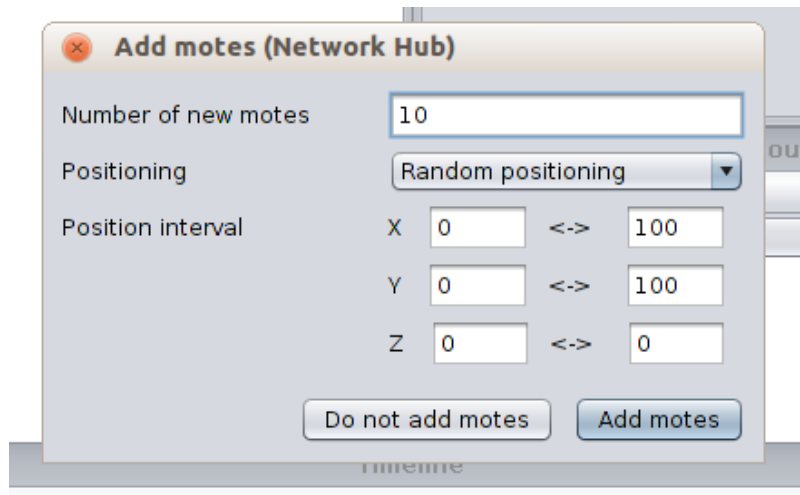 Add motes (Network Hub)
Number of new motes 10
Positioning Random positioning
Position interval X 0 <-> 100
Y 0 <-> 100
Z 0 <-> 0
Do not add motes Add motes
Timeline